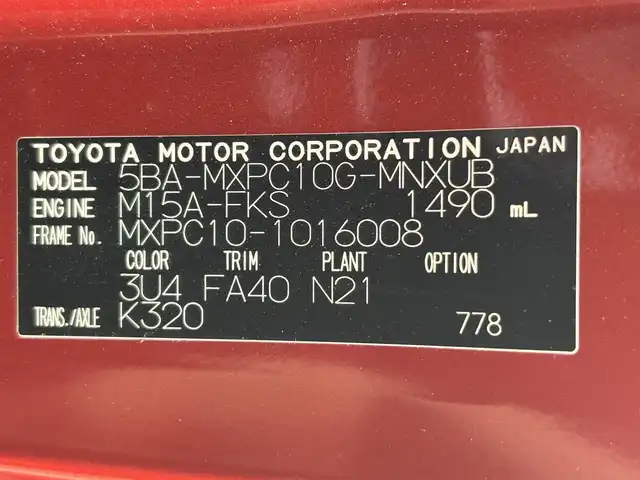 TOYOTA MOTOR CORPORATION JAPAN
MODEL 5BA-MXPC10G-MNXUB
ENGINE M15A-FKS 1490 mL
FRAME No. MXPC10-1016008
COLOR TRIM PLANT OPTION
3U4 FA40 N21
TRANS./AXLE K320 778